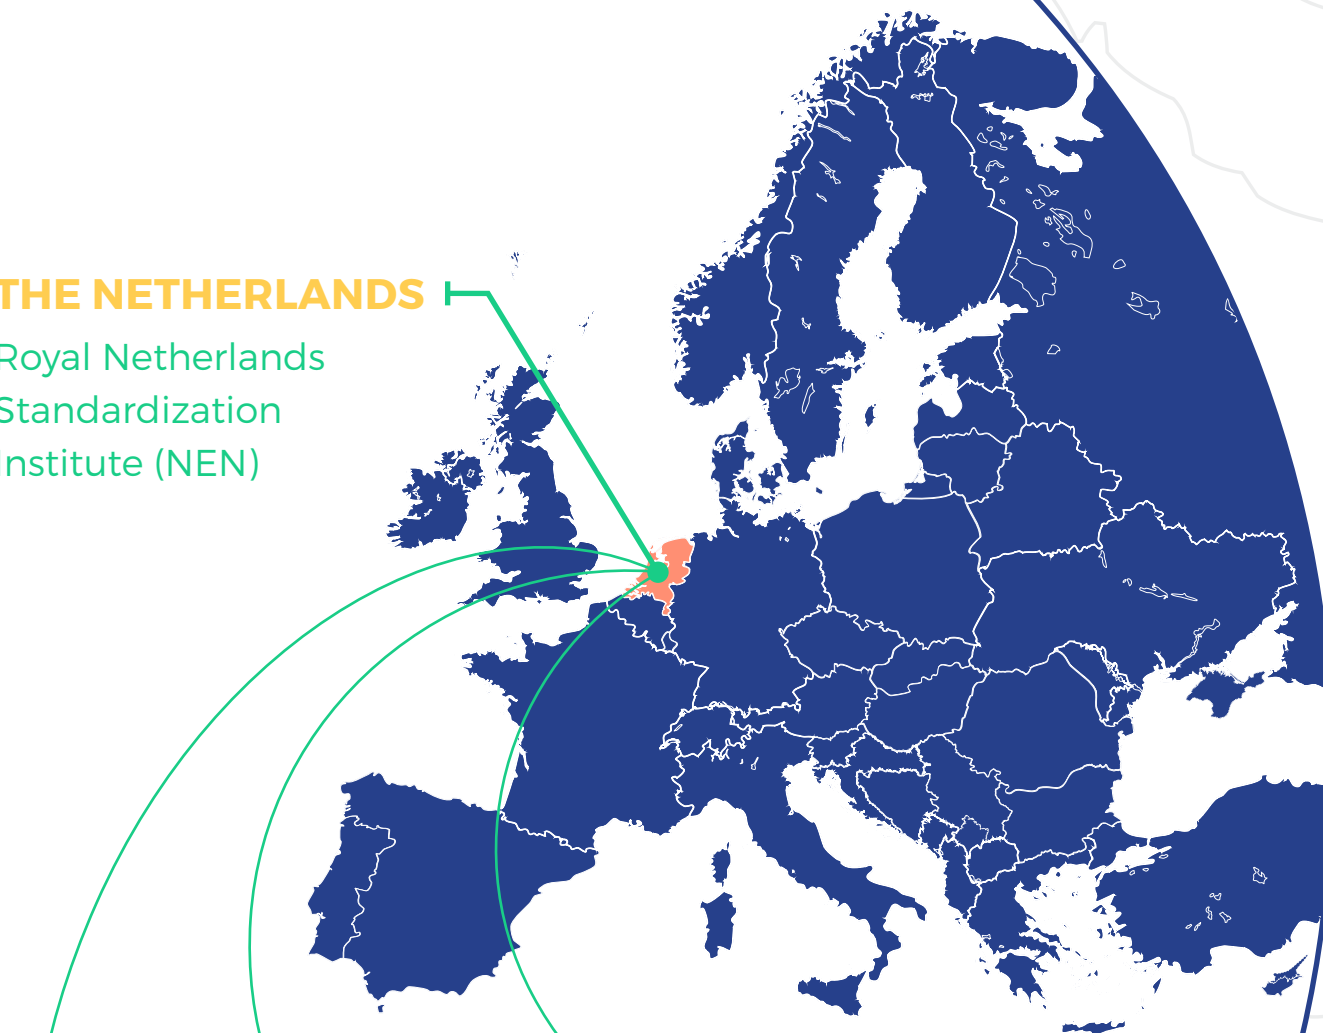 THE NETHERLANDS
Royal Netherlands
Standardization
Institute (NEN)